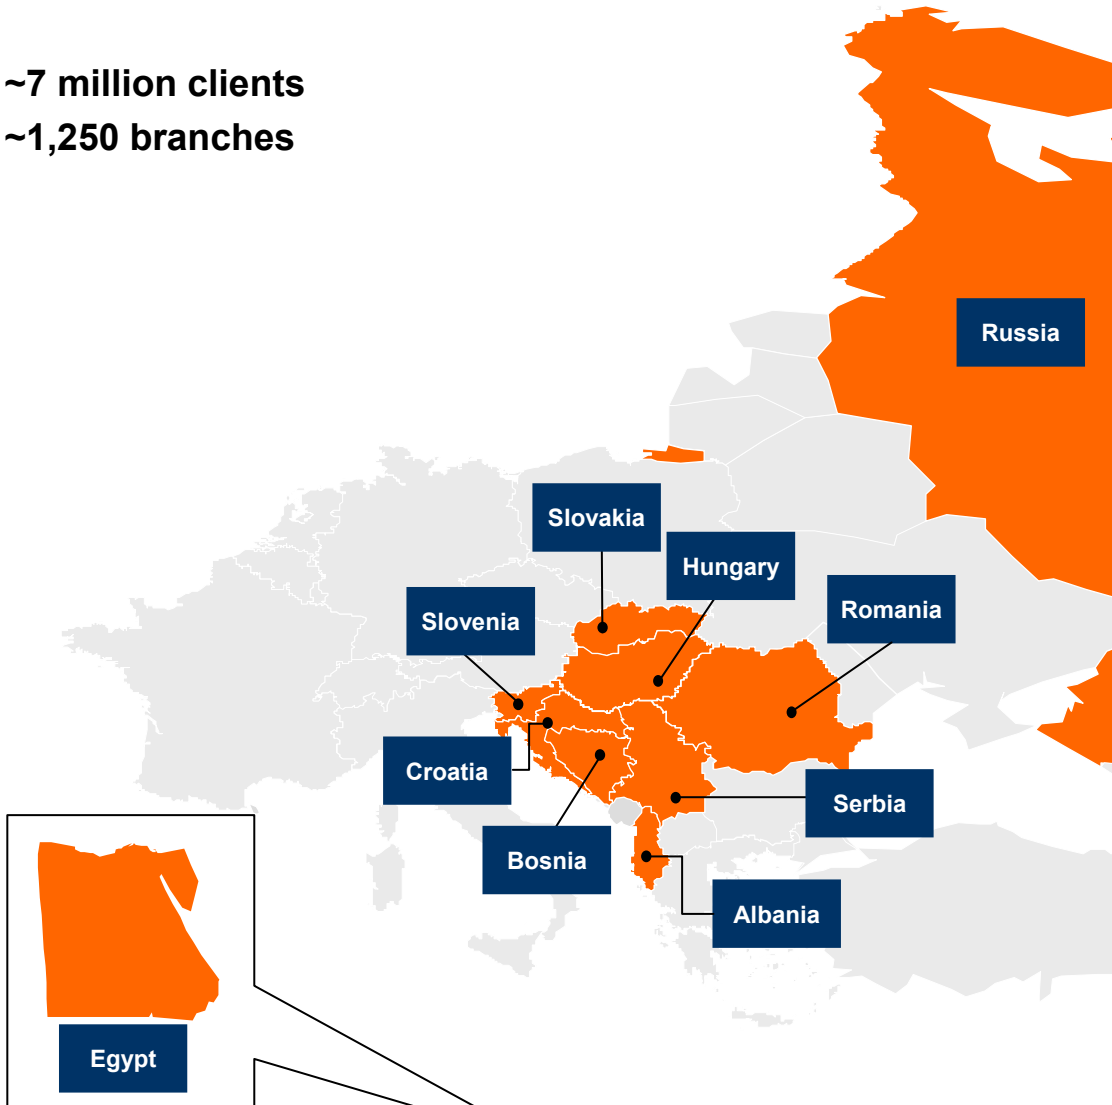 ~7 million clients
~1,250 branches
Russia
Slovakia
Hungary
Romania
Slovenia
Croatia
Serbia
Bosnia
Albania
Egypt